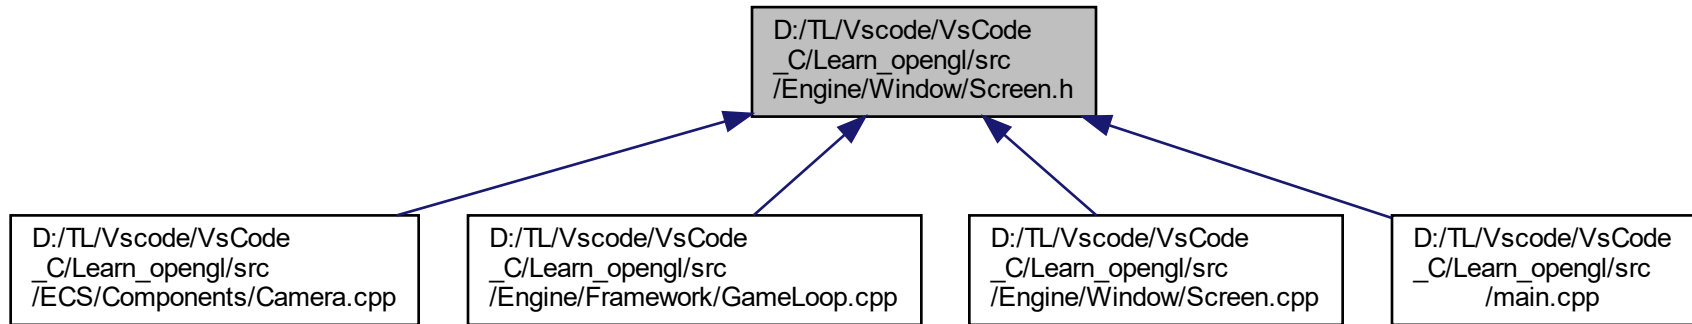 D:/TL/Vscode/VsCode
_C/Learn_opengl/src
/Engine/Window/Screen.h
D:/TL/Vscode/VsCode
_C/Learn_opengl/src
/ECS/Components/Camera.cpp
D:/TL/Vscode/VsCode
_C/Learn_opengl/src
/Engine/Framework/GameLoop.cpp
D:/TL/Vscode/VsCode
_C/Learn_opengl/src
/Engine/Window/Screen.cpp
D:/TL/Vscode/VsCode
_C/Learn_opengl/src
/main.cpp